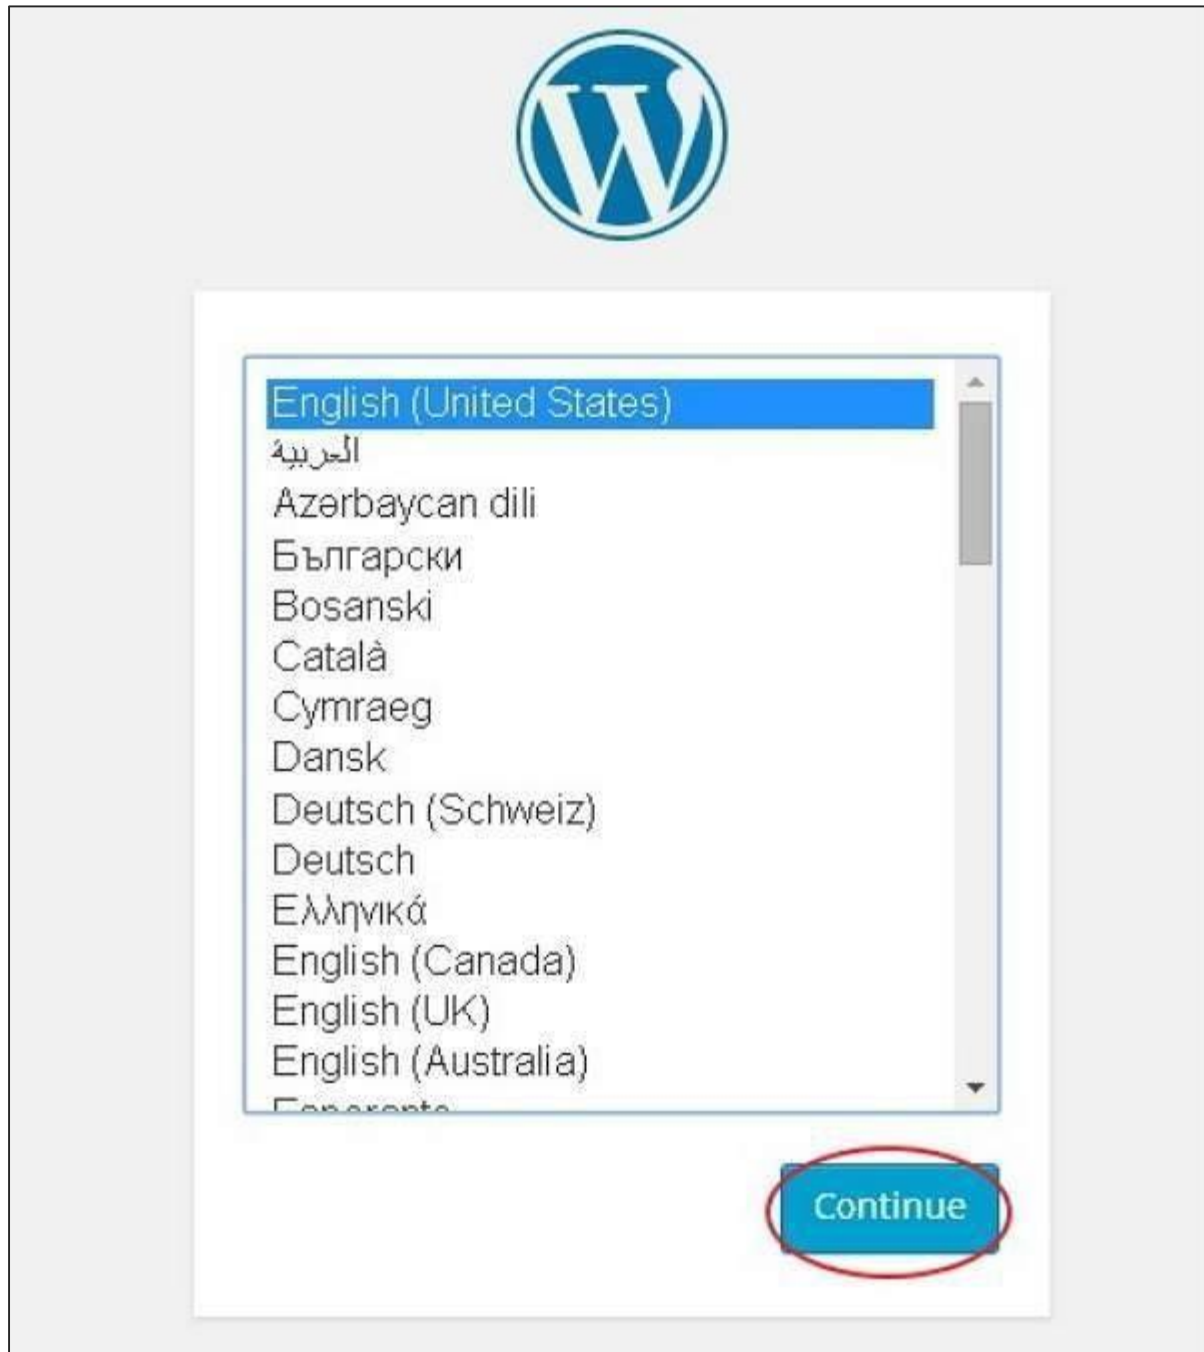 English (United States)
العربية
Azərbaycan dili
Български
Bosanski
Català
Cymraeg
Dansk
Deutsch (Schweiz)
Deutsch
Ελληνικά
English (Canada)
English (UK)
English (Australia)
Continue